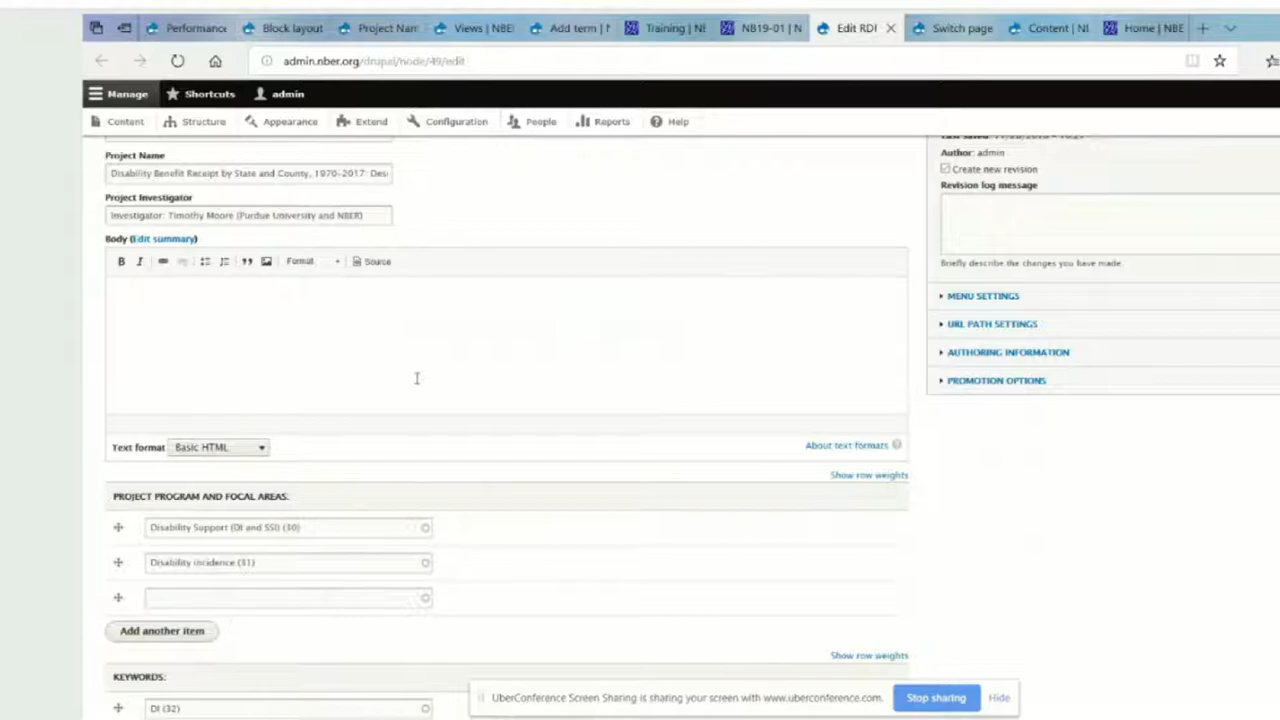 Performance
Block layout
Project Nam
Views | NBE
Add term | N
Training | NE
NB19-01 | N
Edit RDI
Switch page
Content | NI
Home | NBE
admin.nber.org/drupal/node/49/edit
Manage
Shortcuts
admin
Content
Structure
Appearance
Extend
Configuration
People
Reports
Help
Author: admin
Create new revision
Revision log message
Briefly describe the changes you have made
MENU SETTINGS
URL PATH SETTINGS
AUTHORING INFORMATION
PROMOTION OPTIONS
Project Name
Disability Benefit Receipt by State and County, 1970-2017: Des
Project Investigator
Investigator: Timothy Moore (Purdue University and NBER)
Body (Edit summary)
B I
Format
Source
Text format Basic HTML
About text formats
Show row weights
PROJECT PROGRAM AND FOCAL AREAS:
Disability Support (DI and SSI) (30)
Disability incidence (31)
Add another item
Show row weights
KEYWORDS:
DI (32)
UberConference Screen Sharing is sharing your screen with www.uberconference.com.
Stop sharing
Hide